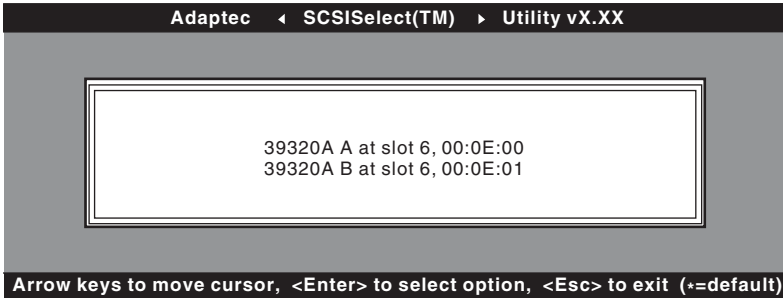 Adaptec ◂ SCSISelect(TM) ▸ Utility vX.XX
39320A A at slot 6, 00:0E:00
39320A B at slot 6, 00:0E:01
Arrow keys to move cursor, <Enter> to select option, <Esc> to exit (*=default)